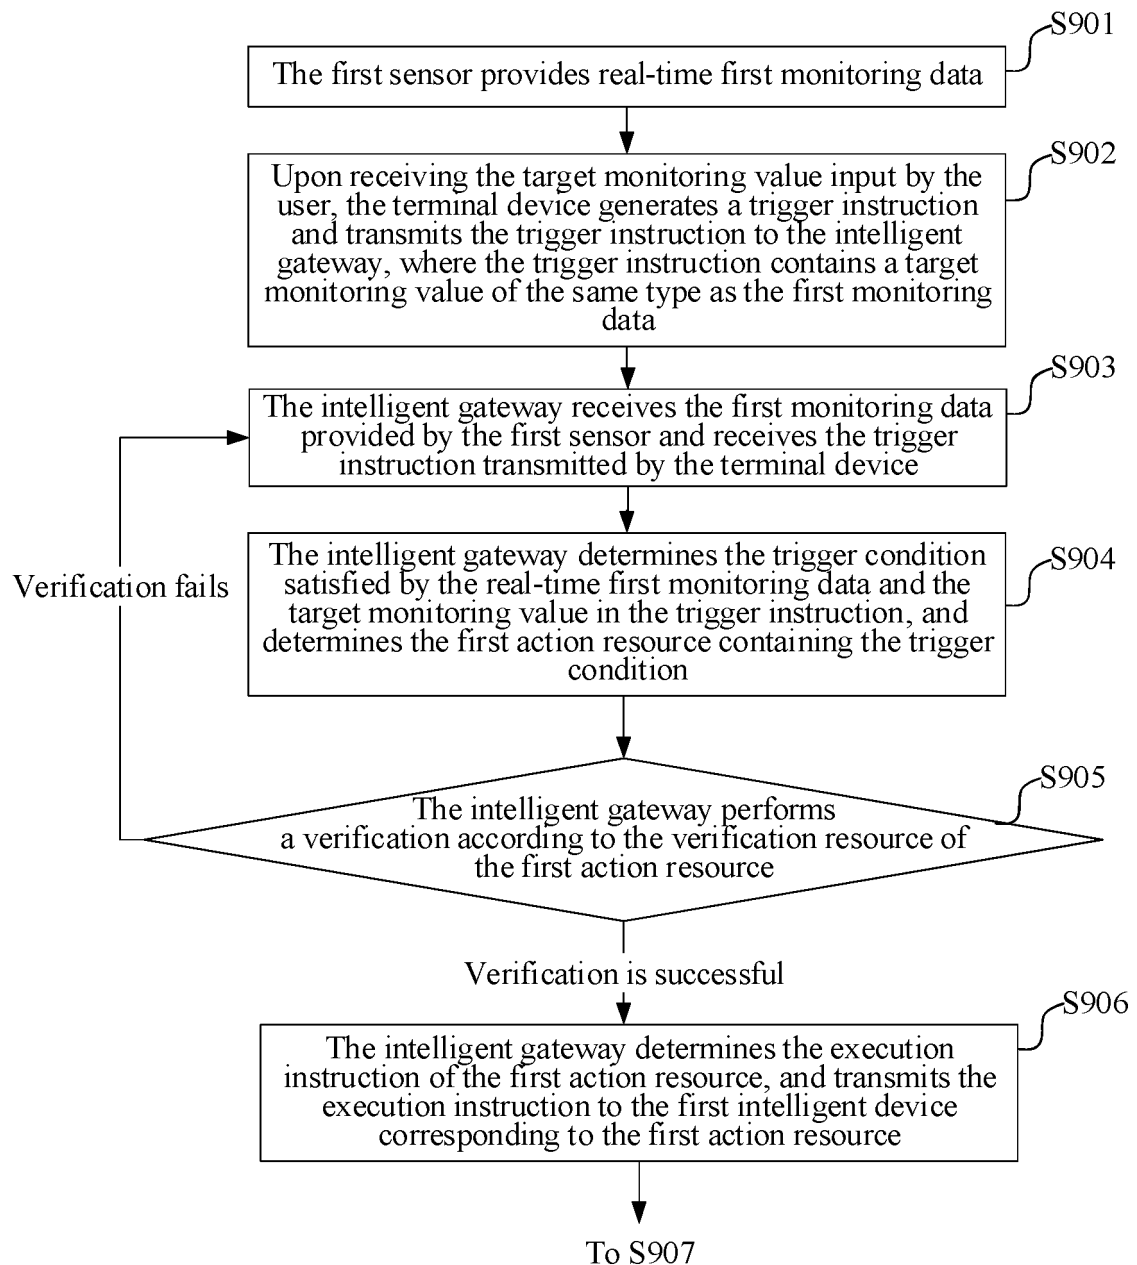 S901
The first sensor provides real-time first monitoring data
S902
Upon receiving the target monitoring value input by the
user, the terminal device generates a trigger instruction
and transmits the trigger instruction to the intelligent
gateway, where the trigger instruction contains a target
monitoring value of the same type as the first monitoring
data
S903
The intelligent gateway receives the first monitoring data
provided by the first sensor and receives the trigger
instruction transmitted by the terminal device
S904
The intelligent gateway determines the trigger condition
satisfied by the real-time first monitoring data and the
target monitoring value in the trigger instruction, and
determines the first action resource containing the trigger
condition
Verification fails
S905
The intelligent gateway performs
a verification according to the verification resource of
the first action resource
Verification is successful
S906
The intelligent gateway determines the execution
instruction of the first action resource, and transmits the
execution instruction to the first intelligent device
corresponding to the first action resource
To S907